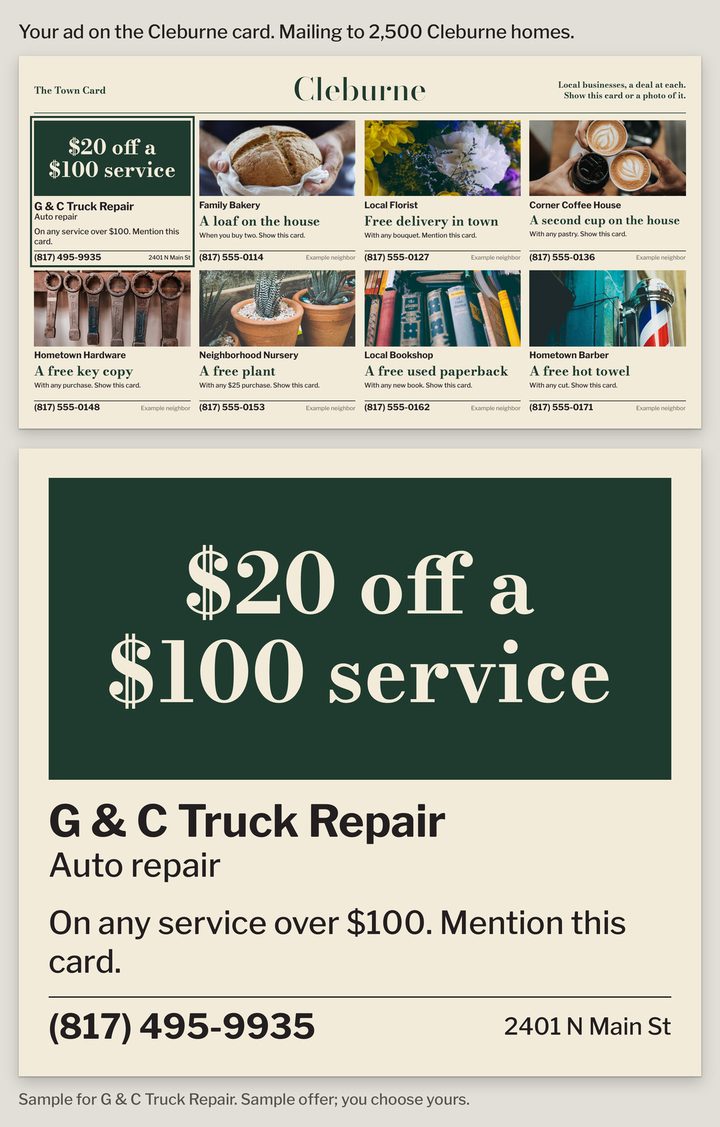 Your ad on the Cleburne card. Mailing to 2,500 Cleburne homes.
The Town Card
Cleburne
Local businesses, a deal at each.
Show this card or a photo of it.
$20 off a
$100 service
G & C Truck Repair
Auto repair
On any service over $100. Mention this
card.
(817) 495-9935
2401 N Main St
Family Bakery
A loaf on the house
When you buy two. Show this card.
(817) 555-0114
Example neighbor
Local Florist
Free delivery in town
With any bouquet. Mention this card.
(817) 555-0127
Example neighbor
Corner Coffee House
A second cup on the house
With any pastry. Show this card.
(817) 555-0136
Example neighbor
Hometown Hardware
A free key copy
With any purchase. Show this card.
(817) 555-0148
Example neighbor
Neighborhood Nursery
A free plant
With any $25 purchase. Show this card.
(817) 555-0153
Example neighbor
Local Bookshop
A free used paperback
With any new book. Show this card.
(817) 555-0162
Example neighbor
Hometown Barber
A free hot towel
With any cut. Show this card.
(817) 555-0171
Example neighbor
$20 off a
$100 service
G & C Truck Repair
Auto repair
On any service over $100. Mention this
card.
(817) 495-9935
2401 N Main St
Sample for G & C Truck Repair. Sample offer; you choose yours.